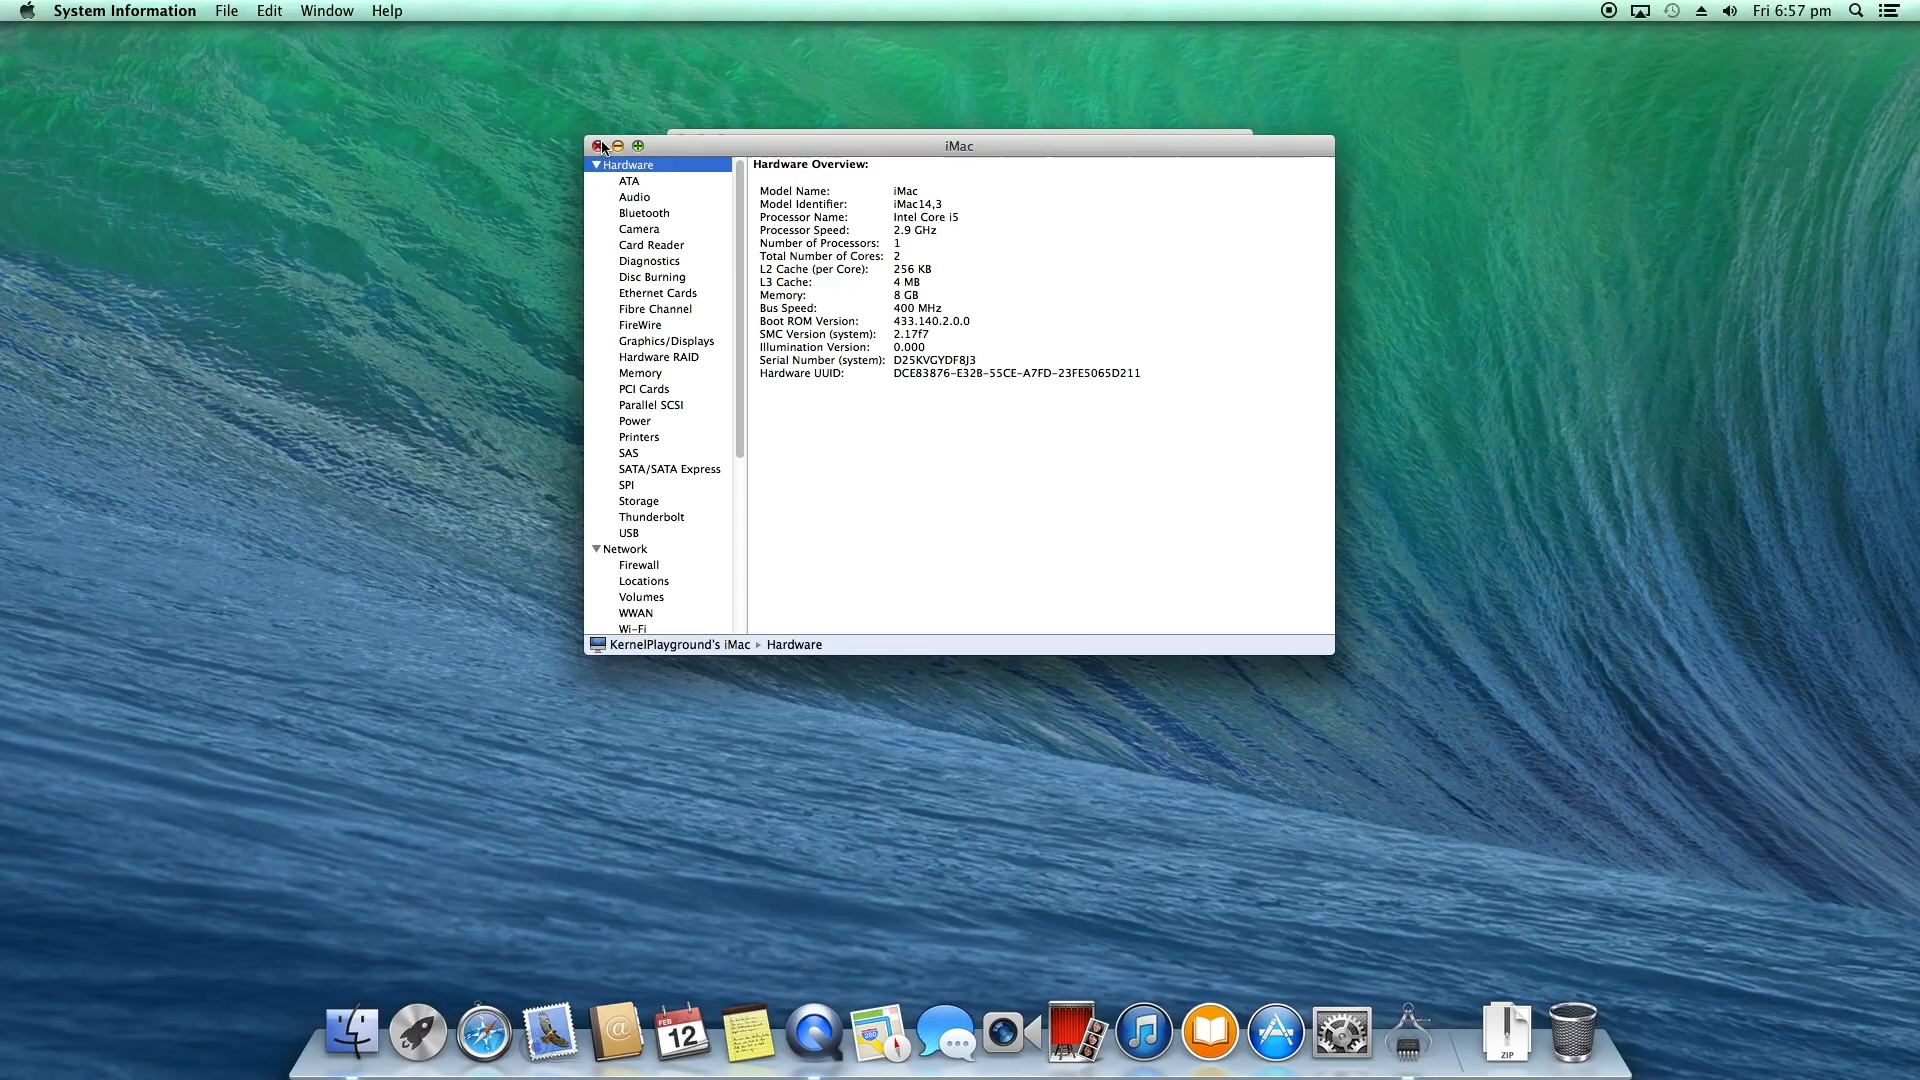 System Information File Edit Window Help Fri 6:57 pm
iMac
Hardware
ATA
Audio
Bluetooth
Camera
Card Reader
Diagnostics
Disc Burning
Ethernet Cards
Fibre Channel
FireWire
Graphics/Displays
Hardware RAID
Memory
PCI Cards
Parallel SCSI
Power
Printers
SAS
SATA/SATA Express
SPI
Storage
Thunderbolt
USB
Network
Firewall
Locations
Volumes
WWAN
Wi-Fi
Hardware Overview:
Model Name: iMac
Model Identifier: iMac14,3
Processor Name: Intel Core i5
Processor Speed: 2.9 GHz
Number of Processors: 1
Total Number of Cores: 2
L2 Cache (per Core): 256 KB
L3 Cache: 4 MB
Memory: 8 GB
Bus Speed: 400 MHz
Boot ROM Version: 433.140.2.0.0
SMC Version (system): 2.17f7
Illumination Version: 0.000
Serial Number (system): D25KVGYDF8J3
Hardware UUID: DCE83876-E32B-55CE-A7FD-23FE5065D211
KernelPlayground's iMac ▸ Hardware
@
FEB
12
280
ZIP